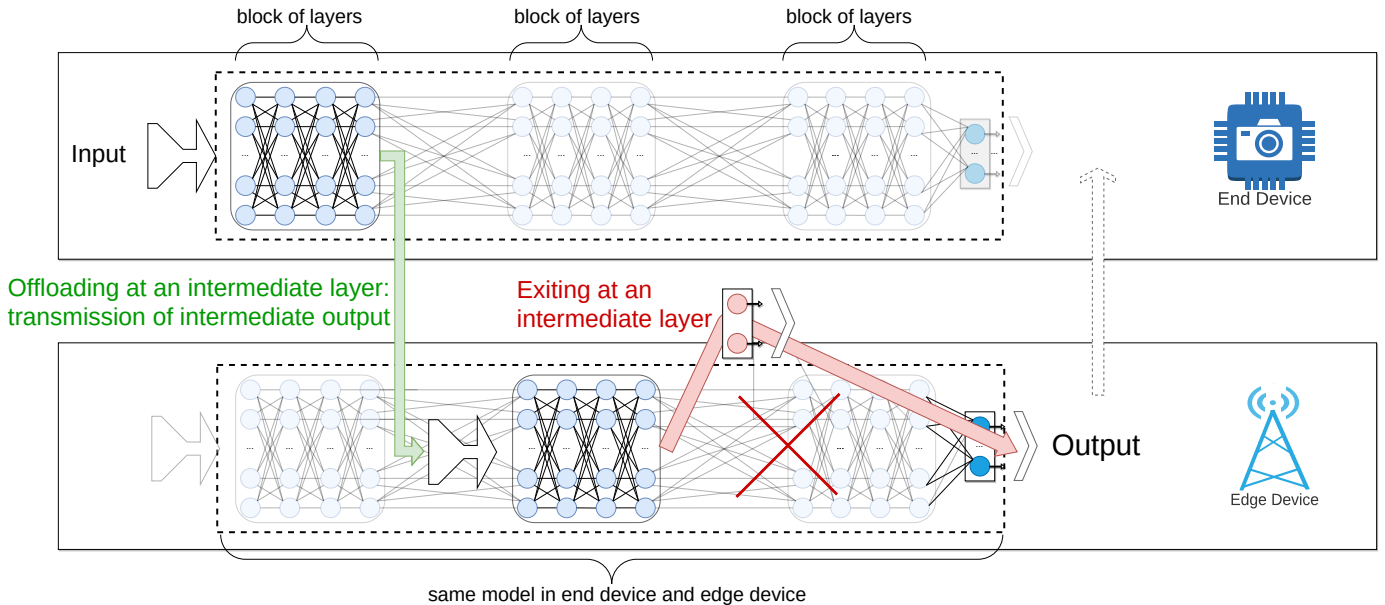 block of layers
block of layers
block of layers
Input
End Device
Offloading at an intermediate layer:
transmission of intermediate output
Exiting at an
intermediate layer
Output
Edge Device
same model in end device and edge device